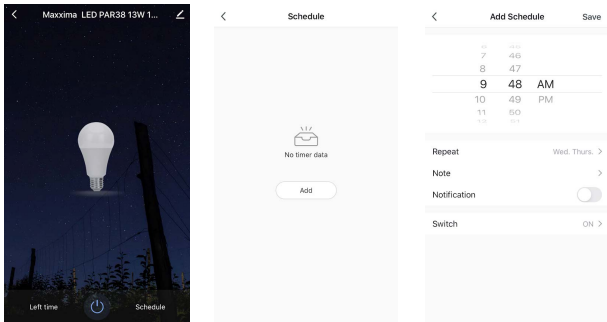 Maxxima LED PAR38 13W 1...
Left time
Schedule
Schedule
No timer data
Add
Add Schedule
Save
7 46
8 47
9 48 AM
10 49 PM
11 50
Repeat
Wed. Thurs.
Note
Notification
Switch
ON